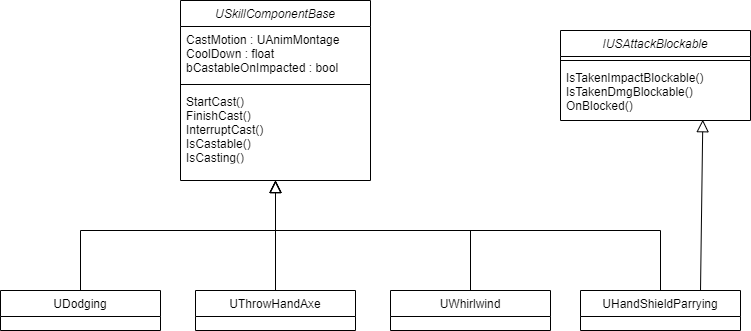 USkillComponentBase
CastMotion : UAnimMontage
CoolDown : float
bCastableOnImpacted : bool
StartCast()
FinishCast()
InterruptCast()
IsCastable()
IsCasting()
IUSAttackBlockable
IsTakenImpactBlockable()
IsTakenDmgBlockable()
OnBlocked()
UDodging
UThrowHandAxe
UWhirlwind
UHandShieldParrying